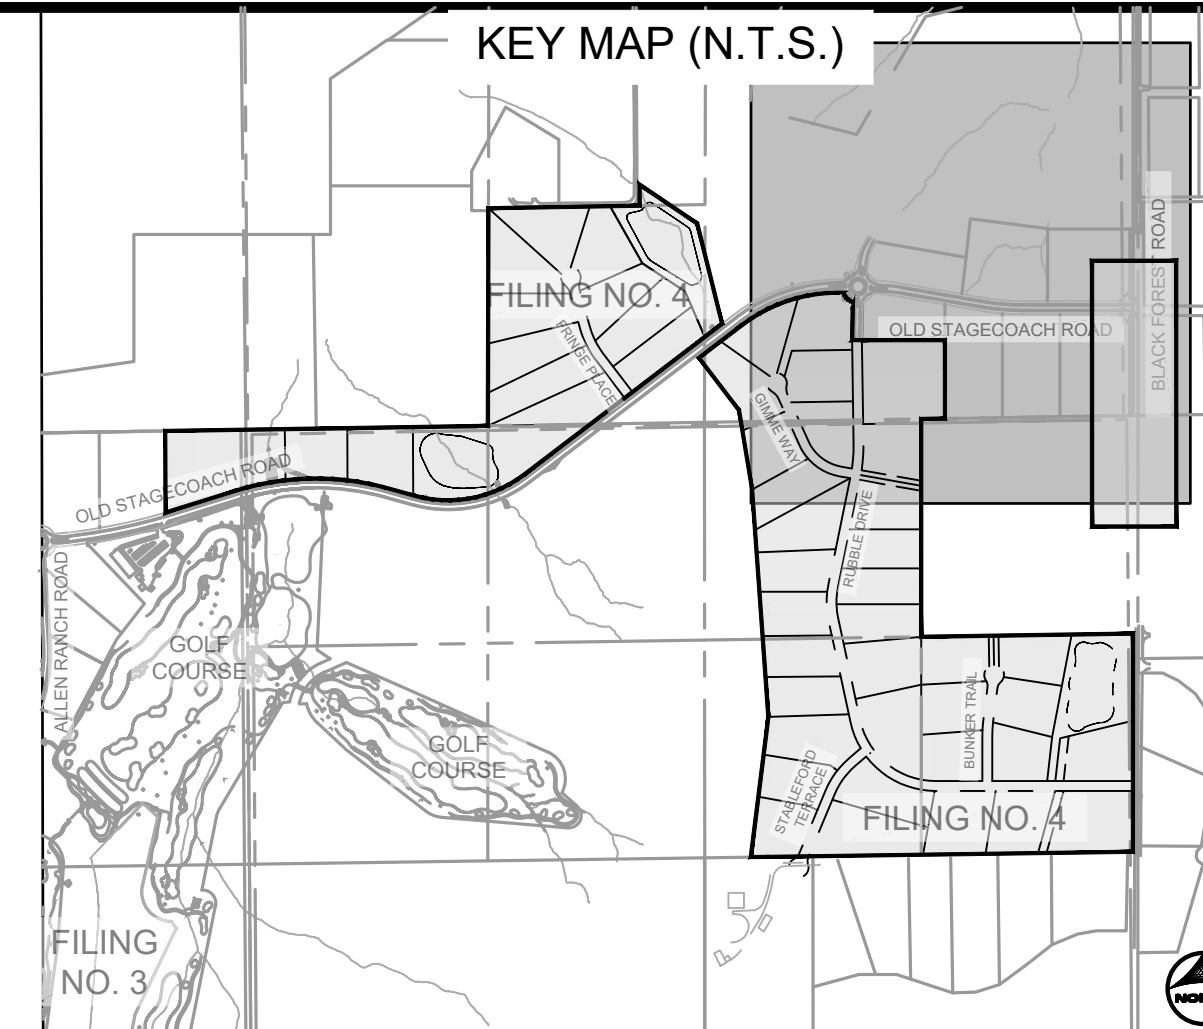 KEY MAP (N.T.S.)
BLACK FOREST ROAD
FILING NO. 4
OLD STAGECOACH ROAD
FRINGE PLACE
GIMME WAY
OLD STAGECOACH ROAD
RUBBLE DRIVE
ALLEN RANCH ROAD
GOLF
COURSE
BUNKER TRAIL
GOLF
COURSE
STABLEFORD
TERRACE
FILING NO. 4
FILING
NO. 3